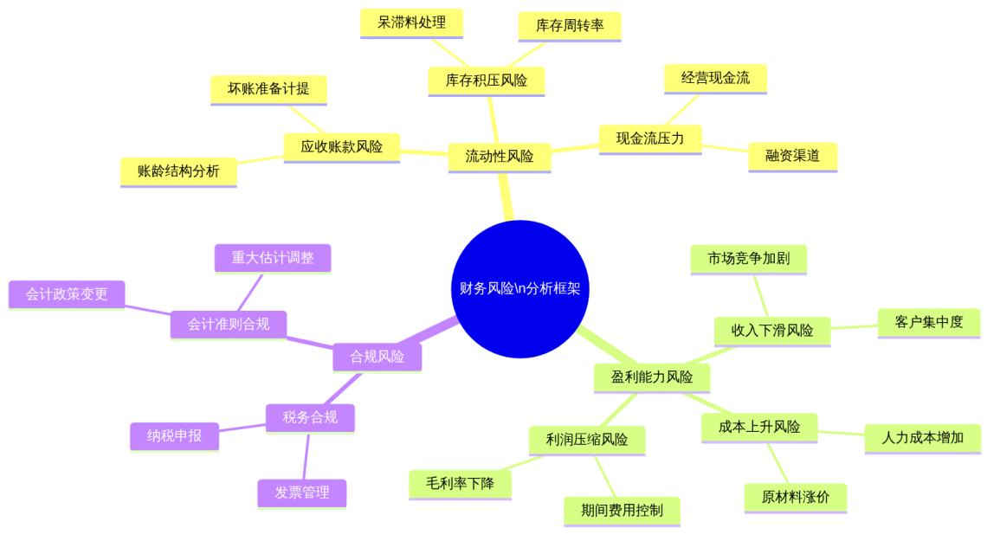 财务风险\n分析框架
流动性风险
应收账款风险
坏账准备计提
账龄结构分析
库存积压风险
呆滞料处理
库存周转率
现金流压力
经营现金流
融资渠道
盈利能力风险
收入下滑风险
市场竞争加剧
客户集中度
成本上升风险
人力成本增加
原材料涨价
利润压缩风险
毛利率下降
期间费用控制
合规风险
会计准则合规
重大估计调整
会计政策变更
税务合规
纳税申报
发票管理